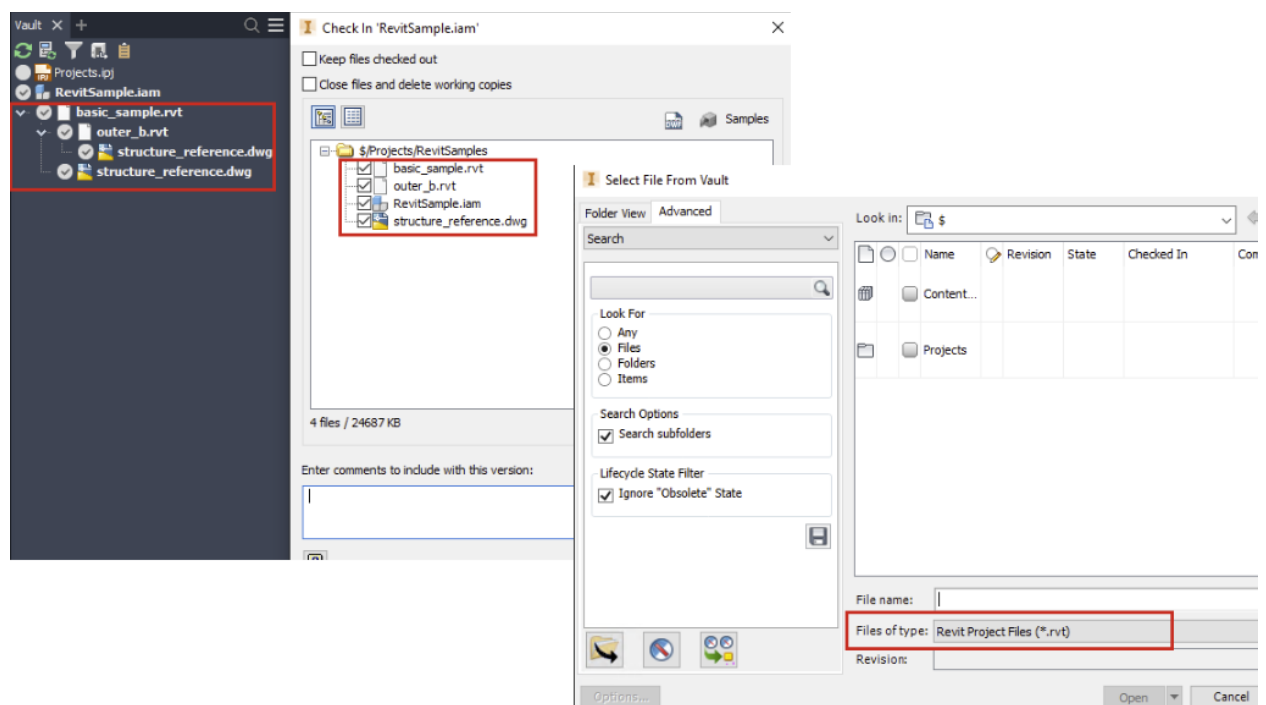 Vault
Projects.ipj
RevitSample.iam
basic_sample.rvt
outer_b.rvt
structure_reference.dwg
structure_reference.dwg
Check In 'RevitSample.iam'
Keep files checked out
Close files and delete working copies
Samples
$/Projects/RevitSamples
basic_sample.rvt
outer_b.rvt
RevitSample.iam
structure_reference.dwg
4 files / 24687 KB
Enter comments to include with this version:
Select File From Vault
Folder View Advanced
Search
Look For
Any
Files
Folders
Items
Search Options
Search subfolders
Lifecycle State Filter
Ignore "Obsolete" State
Options...
Look in: $
Name Revision State Checked In Com
Content...
Projects
File name:
Files of type: Revit Project Files (*.rvt)
Revision:
Open Cancel